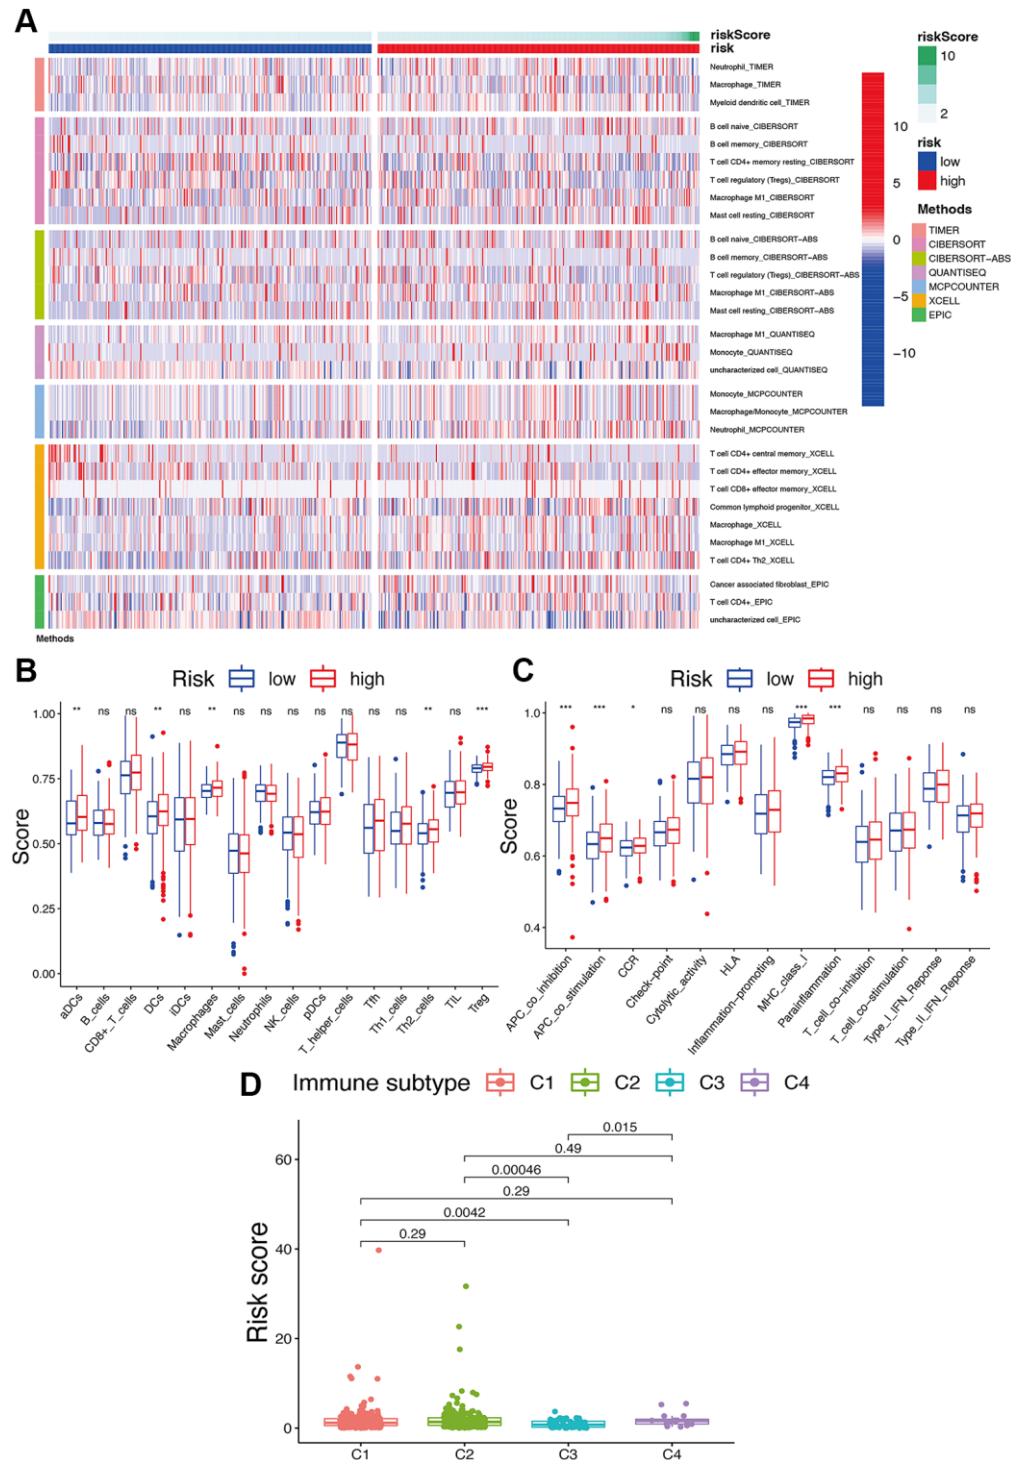 A
riskScore
risk
Neutrophil_TIMER
Macrophage_TIMER
Myeloid dendritic cell_TIMER
B cell naive_CIBERSORT
B cell memory_CIBERSORT
T cell CD4+ memory resting_CIBERSORT
T cell regulatory (Tregs)_CIBERSORT
Macrophage M1_CIBERSORT
Mast cell resting_CIBERSORT
B cell naive_CIBERSORT-ABS
B cell memory_CIBERSORT-ABS
T cell regulatory (Tregs)_CIBERSORT-ABS
Macrophage M1_CIBERSORT-ABS
Mast cell resting_CIBERSORT-ABS
Macrophage M1_QUANTISEQ
Monocyte_QUANTISEQ
uncharacterized cell_QUANTISEQ
Monocyte_MCPCOUNTER
Macrophage/Monocyte_MCPCOUNTER
Neutrophil_MCPCOUNTER
T cell CD4+ central memory_XCELL
T cell CD4+ effector memory_XCELL
T cell CD8+ effector memory_XCELL
Common lymphoid progenitor_XCELL
Macrophage_XCELL
Macrophage M1_XCELL
T cell CD4+ Th2_XCELL
Cancer associated fibroblast_EPIC
T cell CD4+_EPIC
uncharacterized cell_EPIC
Methods
10
5
0
−5
−10
riskScore
10
2
risk
low
high
Methods
TIMER
CIBERSORT
CIBERSORT-ABS
QUANTISEQ
MCPCOUNTER
XCELL
EPIC
B
Risk low high
** ns ns ** ns ** ns ns ns ns ns ns ns ** ns ***
Score
1.00
0.75
0.50
0.25
0.00
aDCs
B_cells
CD8+_T_cells
DCs
iDCs
Macrophages
Mast_cells
Neutrophils
NK_cells
pDCs
T_helper_cells
Tfh
Th1_cells
Th2_cells
TIL
Treg
C
Risk low high
*** *** * ns ns ns ns *** *** ns ns ns ns
Score
1.0
0.8
0.6
0.4
APC_co_inhibition
APC_co_stimulation
CCR
Check-point
Cytolytic_activity
HLA
Inflammation-promoting
MHC_class_I
Parainflammation
T_cell_co-inhibition
T_cell_co-stimulation
Type_I_IFN_Reponse
Type_II_IFN_Reponse
D
Immune subtype C1 C2 C3 C4
Risk score
60
40
20
0
0.015
0.49
0.00046
0.29
0.0042
0.29
C1 C2 C3 C4